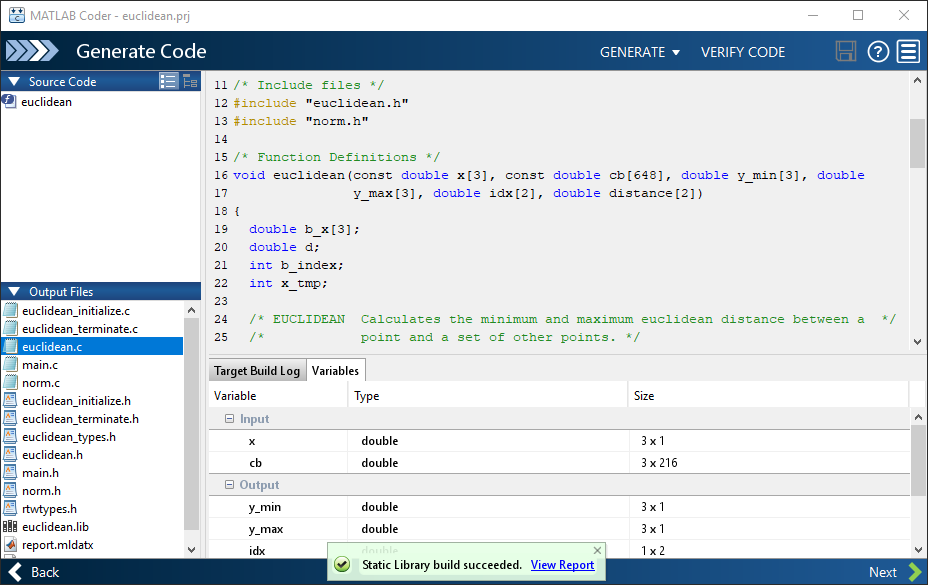 MATLAB Coder - euclidean.prj
Generate Code
GENERATE
VERIFY CODE
Source Code
euclidean
Output Files
euclidean_initialize.c
euclidean_terminate.c
euclidean.c
main.c
norm.c
euclidean_initialize.h
euclidean_terminate.h
euclidean_types.h
euclidean.h
main.h
norm.h
rtwtypes.h
euclidean.lib
report.mldatx
11 /* Include files */
12 #include "euclidean.h"
13 #include "norm.h"
14
15 /* Function Definitions */
16 void euclidean(const double x[3], const double cb[648], double y_min[3], double
17 y_max[3], double idx[2], double distance[2])
18 {
19 double b_x[3];
20 double d;
21 int b_index;
22 int x_tmp;
23
24 /* EUCLIDEAN  Calculates the minimum and maximum euclidean distance between a  */
25 /*            point and a set of other points. */
Target Build Log Variables
Variable Type Size
Input
x double 3 x 1
cb double 3 x 216
Output
y_min double 3 x 1
y_max double 3 x 1
idx double 1 x 2
Static Library build succeeded. View Report
Back
Next